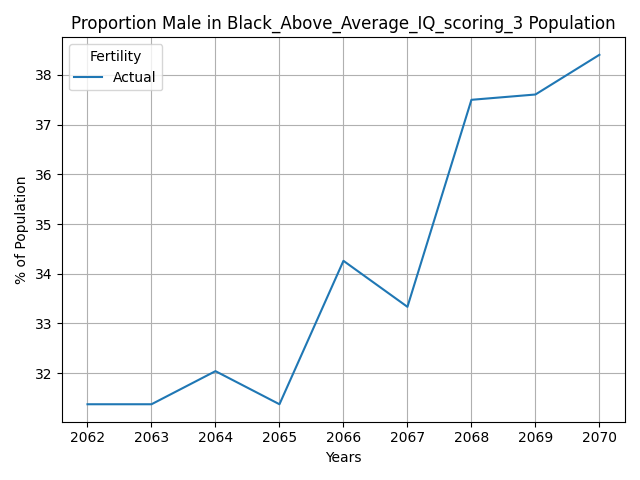 Proportion Male in Black_Above_Average_IQ_scoring_3 Population
Fertility
Actual
38
37
36
35
34
33
32
% of Population
2062 2063 2064 2065 2066 2067 2068 2069 2070
Years